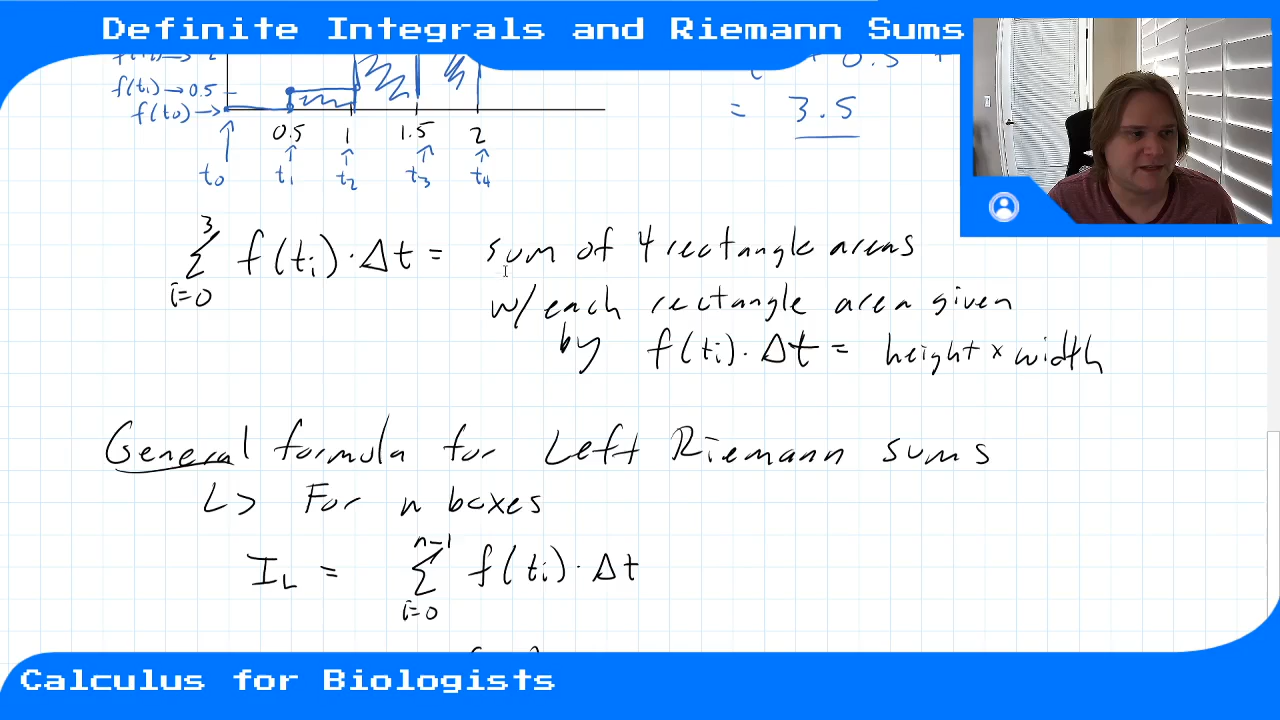 Definite Integrals and Riemann Sums
f(ti) → 0.5
f(t0) →
0.5 1 1.5 2
t0 t1 t2 t3 t4
= 3.5
3
Σ f(ti)·Δt = sum of 4 rectangle areas
i=0
w/ each rectangle area given
by f(ti)·Δt = height × width
General formula for Left Riemann sums
↳ For n boxes
n-1
IL = Σ f(ti)·Δt
i=0
Calculus for Biologists